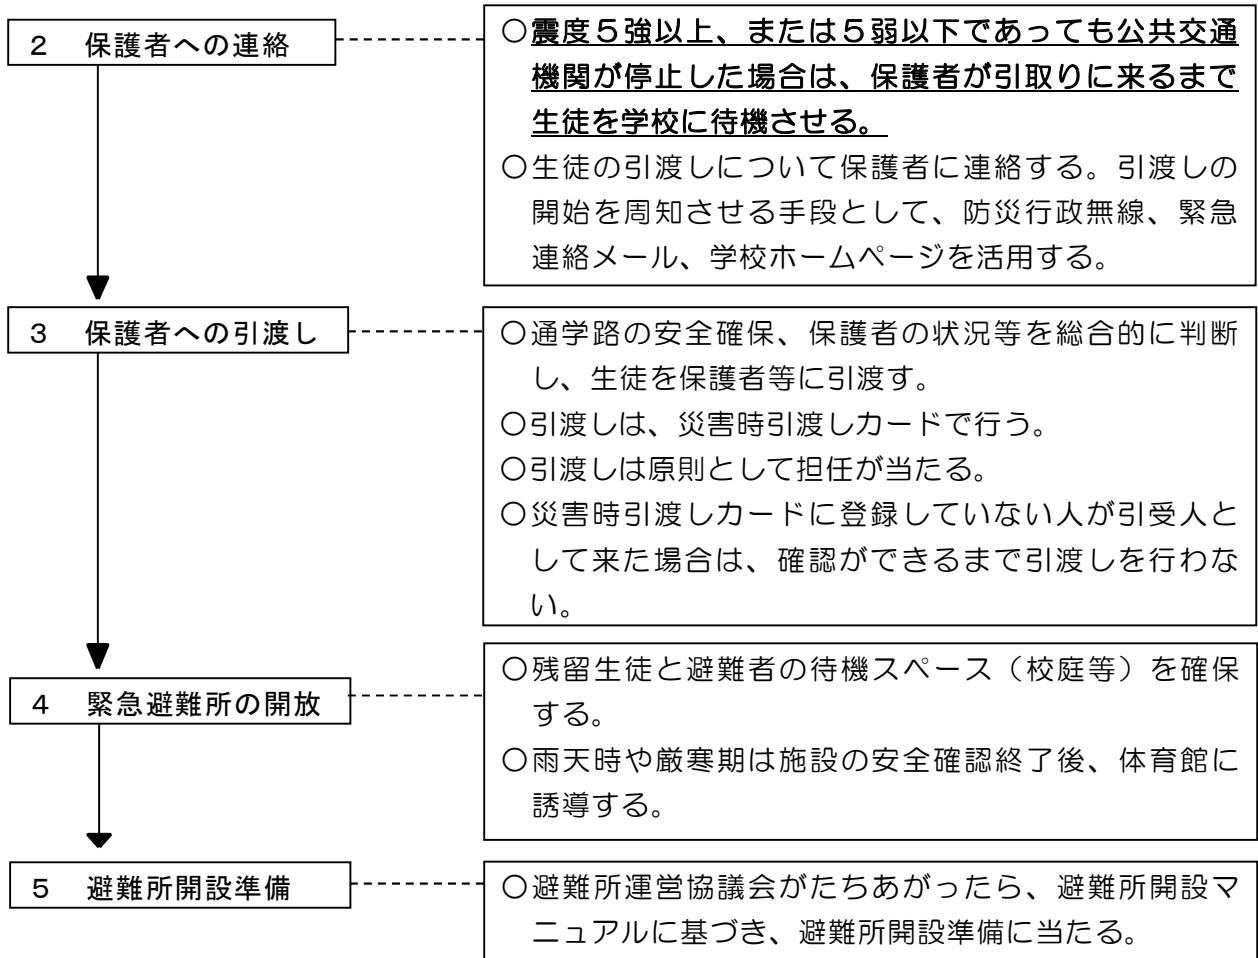 ２　保護者への連絡
○震度５強以上、または５弱以下であっても公共交通
機関が停止した場合は、保護者が引取りに来るまで
生徒を学校に待機させる。
○生徒の引渡しについて保護者に連絡する。引渡しの
開始を周知させる手段として、防災行政無線、緊急
連絡メール、学校ホームページを活用する。
３　保護者への引渡し
○通学路の安全確保、保護者の状況等を総合的に判断
し、生徒を保護者等に引渡す。
○引渡しは、災害時引渡しカードで行う。
○引渡しは原則として担任が当たる。
○災害時引渡しカードに登録していない人が引受人と
して来た場合は、確認ができるまで引渡しを行わな
い。
４　緊急避難所の開放
○残留生徒と避難者の待機スペース（校庭等）を確保
する。
○雨天時や厳寒期は施設の安全確認終了後、体育館に
誘導する。
５　避難所開設準備
○避難所運営協議会がたちあがったら、避難所開設マ
ニュアルに基づき、避難所開設準備に当たる。